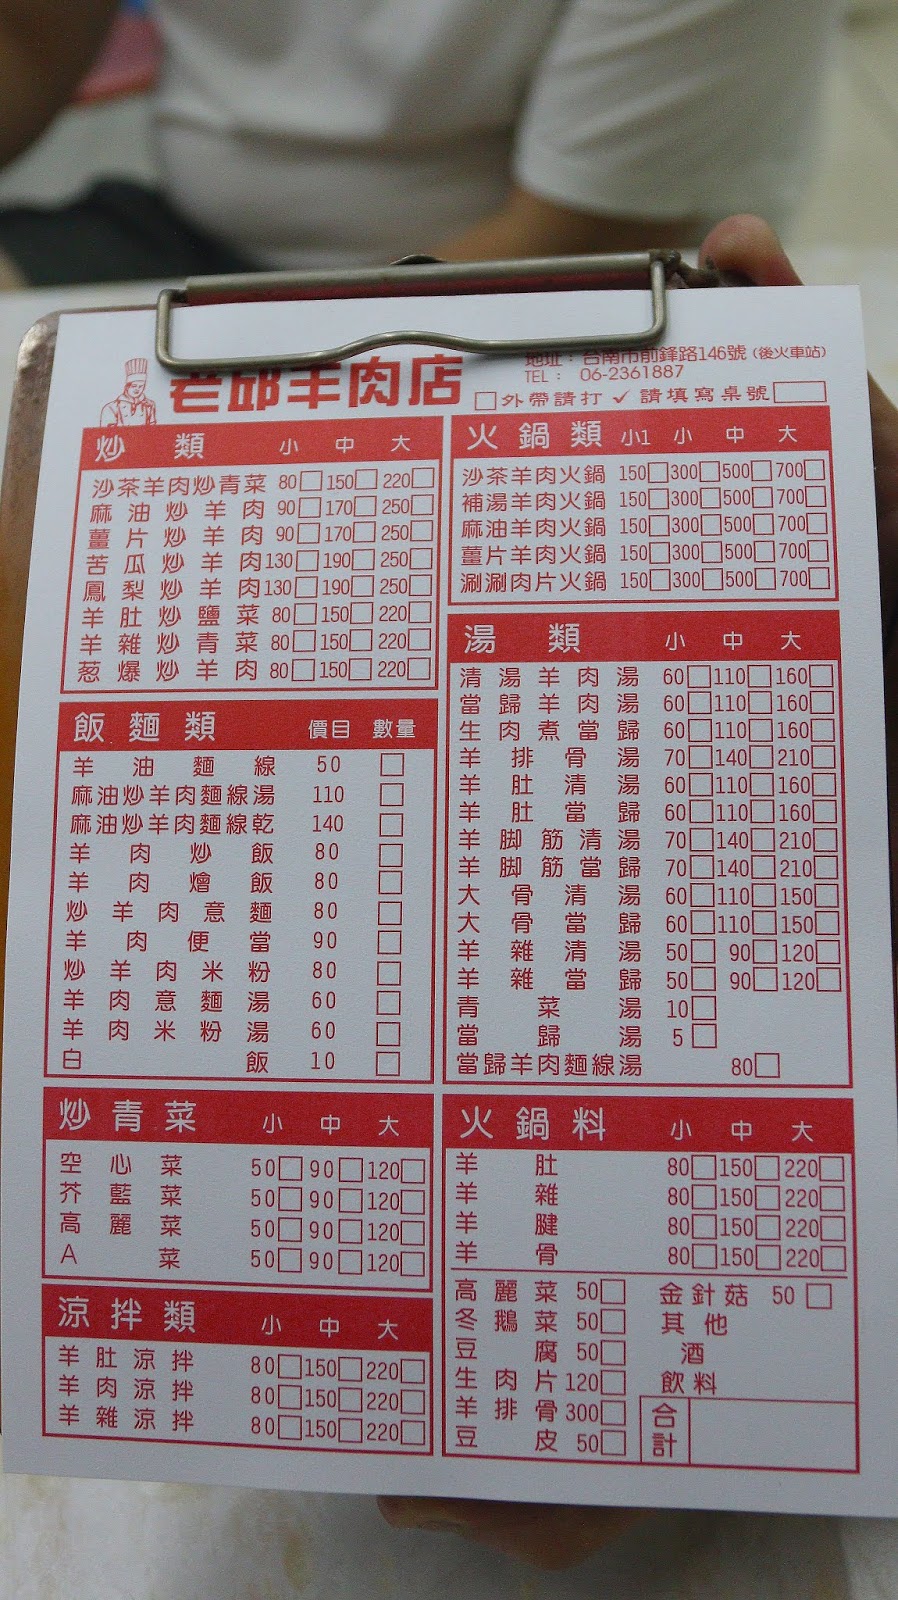 老邱羊肉店
地址：台南市前鋒路146號（後火車站）
TEL： 06-2361887
□外帶請打✓請填寫桌號□
炒類 小 中 大
沙茶羊肉炒青菜 80□150□220□
麻油炒羊肉 90□170□250□
薑片炒羊肉 90□170□250□
苦瓜炒羊肉130□190□250□
鳳梨炒羊肉130□190□250□
羊肚炒鹽菜 80□150□220□
羊雜炒青菜 80□150□220□
葱爆炒羊肉 80□150□220□
飯麵類 價目 數量
羊油麵線 50 □
麻油炒羊肉麵線湯 110 □
麻油炒羊肉麵線乾 140 □
羊肉炒飯 80 □
羊肉燴飯 80 □
炒羊肉意麵 80 □
羊肉便當 90 □
炒羊肉米粉 80 □
羊肉意麵湯 60 □
羊肉米粉湯 60 □
白飯 10 □
炒青菜 小 中 大
空心菜 50□90□120□
芥藍菜 50□90□120□
高麗菜 50□90□120□
A菜 50□90□120□
涼拌類 小 中 大
羊肚涼拌 80□150□220□
羊肉涼拌 80□150□220□
羊雜涼拌 80□150□220□
火鍋類 小1 小 中 大
沙茶羊肉火鍋 150□300□500□700□
補湯羊肉火鍋 150□300□500□700□
麻油羊肉火鍋 150□300□500□700□
薑片羊肉火鍋 150□300□500□700□
涮涮肉片火鍋 150□300□500□700□
湯類 小 中 大
清湯羊肉湯 60□110□160□
當歸羊肉湯 60□110□160□
生肉煮當歸 60□110□160□
羊排骨湯 70□140□210□
羊肚清湯 60□110□160□
羊肚當歸 60□110□160□
羊脚筋清湯 70□140□210□
羊脚筋當歸 70□140□210□
大骨清湯 60□110□150□
大骨當歸 60□110□150□
羊雜清湯 50□90□120□
羊雜當歸 50□90□120□
青菜湯 10□
當歸湯 5□
當歸羊肉麵線湯 80□
火鍋料 小 中 大
羊肚 80□150□220□
羊雜 80□150□220□
羊腱 80□150□220□
羊骨 80□150□220□
高麗菜 50□ 金針菇 50□
冬鵝菜 50□ 其他
豆腐 50□ 酒
生肉片120□ 飲料
羊排骨300□
豆皮 50□
合計